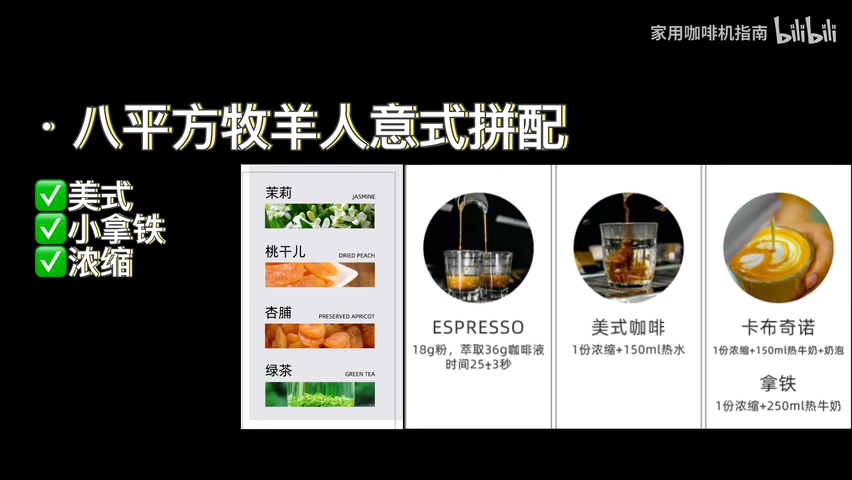 家用咖啡机指南 bilibili
· 八平方牧羊人意式拼配
✅美式
✅小拿铁
✅浓缩
茉莉 JASMINE
桃干儿 DRIED PEACH
杏脯 PRESERVED APRICOT
绿茶 GREEN TEA
ESPRESSO
18g粉，萃取36g咖啡液
时间25±3秒
美式咖啡
1份浓缩+150ml热水
卡布奇诺
1份浓缩+150ml热牛奶+奶泡
拿铁
1份浓缩+250ml热牛奶